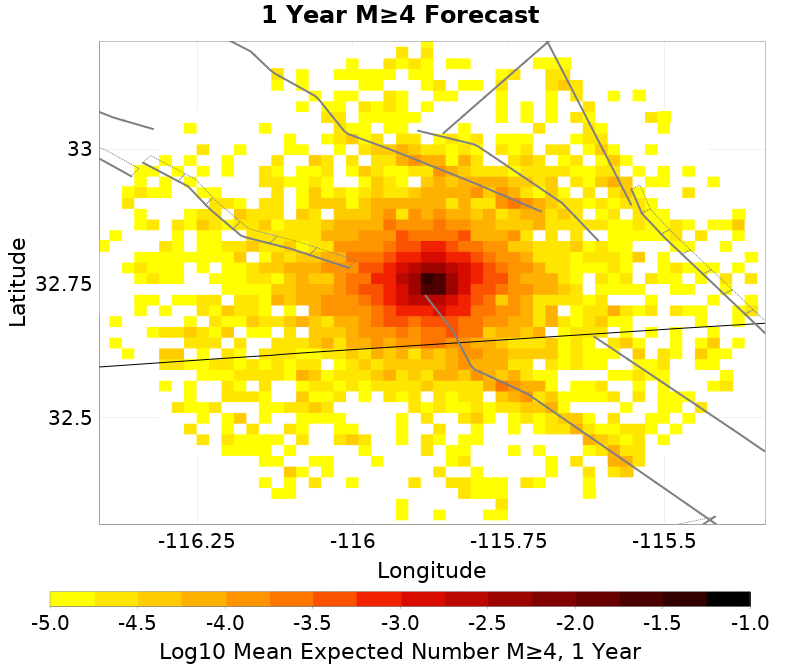 1 Year M≥4 Forecast
33
32.75
32.5
Latitude
-116.25 -116 -115.75 -115.5
Longitude
-5.0 -4.5 -4.0 -3.5 -3.0 -2.5 -2.0 -1.5 -1.0
Log10 Mean Expected Number M≥4, 1 Year